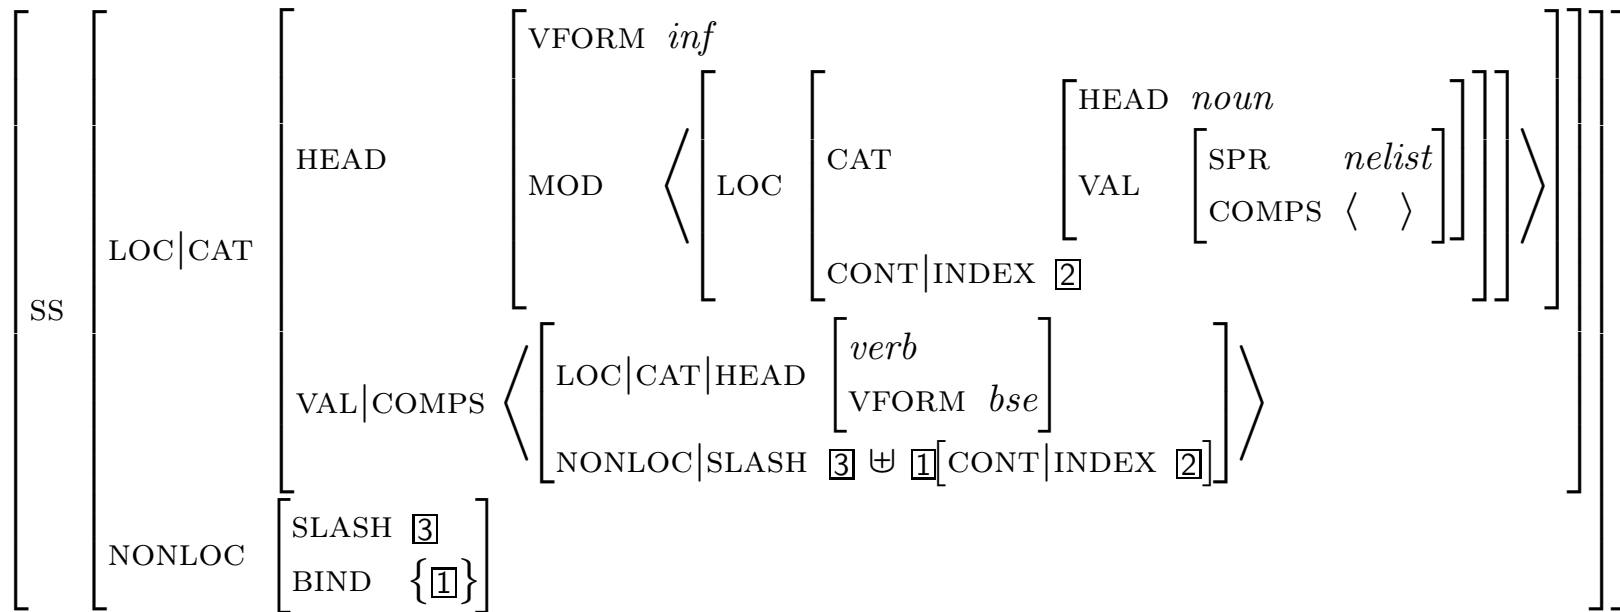 VFORM inf
HEAD noun
HEAD CAT SPR nelist
MOD LOC VAL
COMPS ⟨ ⟩
LOC|CAT
CONT|INDEX 2
SS
verb
LOC|CAT|HEAD
VAL|COMPS VFORM bse
NONLOC|SLASH 3 ⊎ 1[CONT|INDEX 2]
SLASH 3
NONLOC
BIND {1}